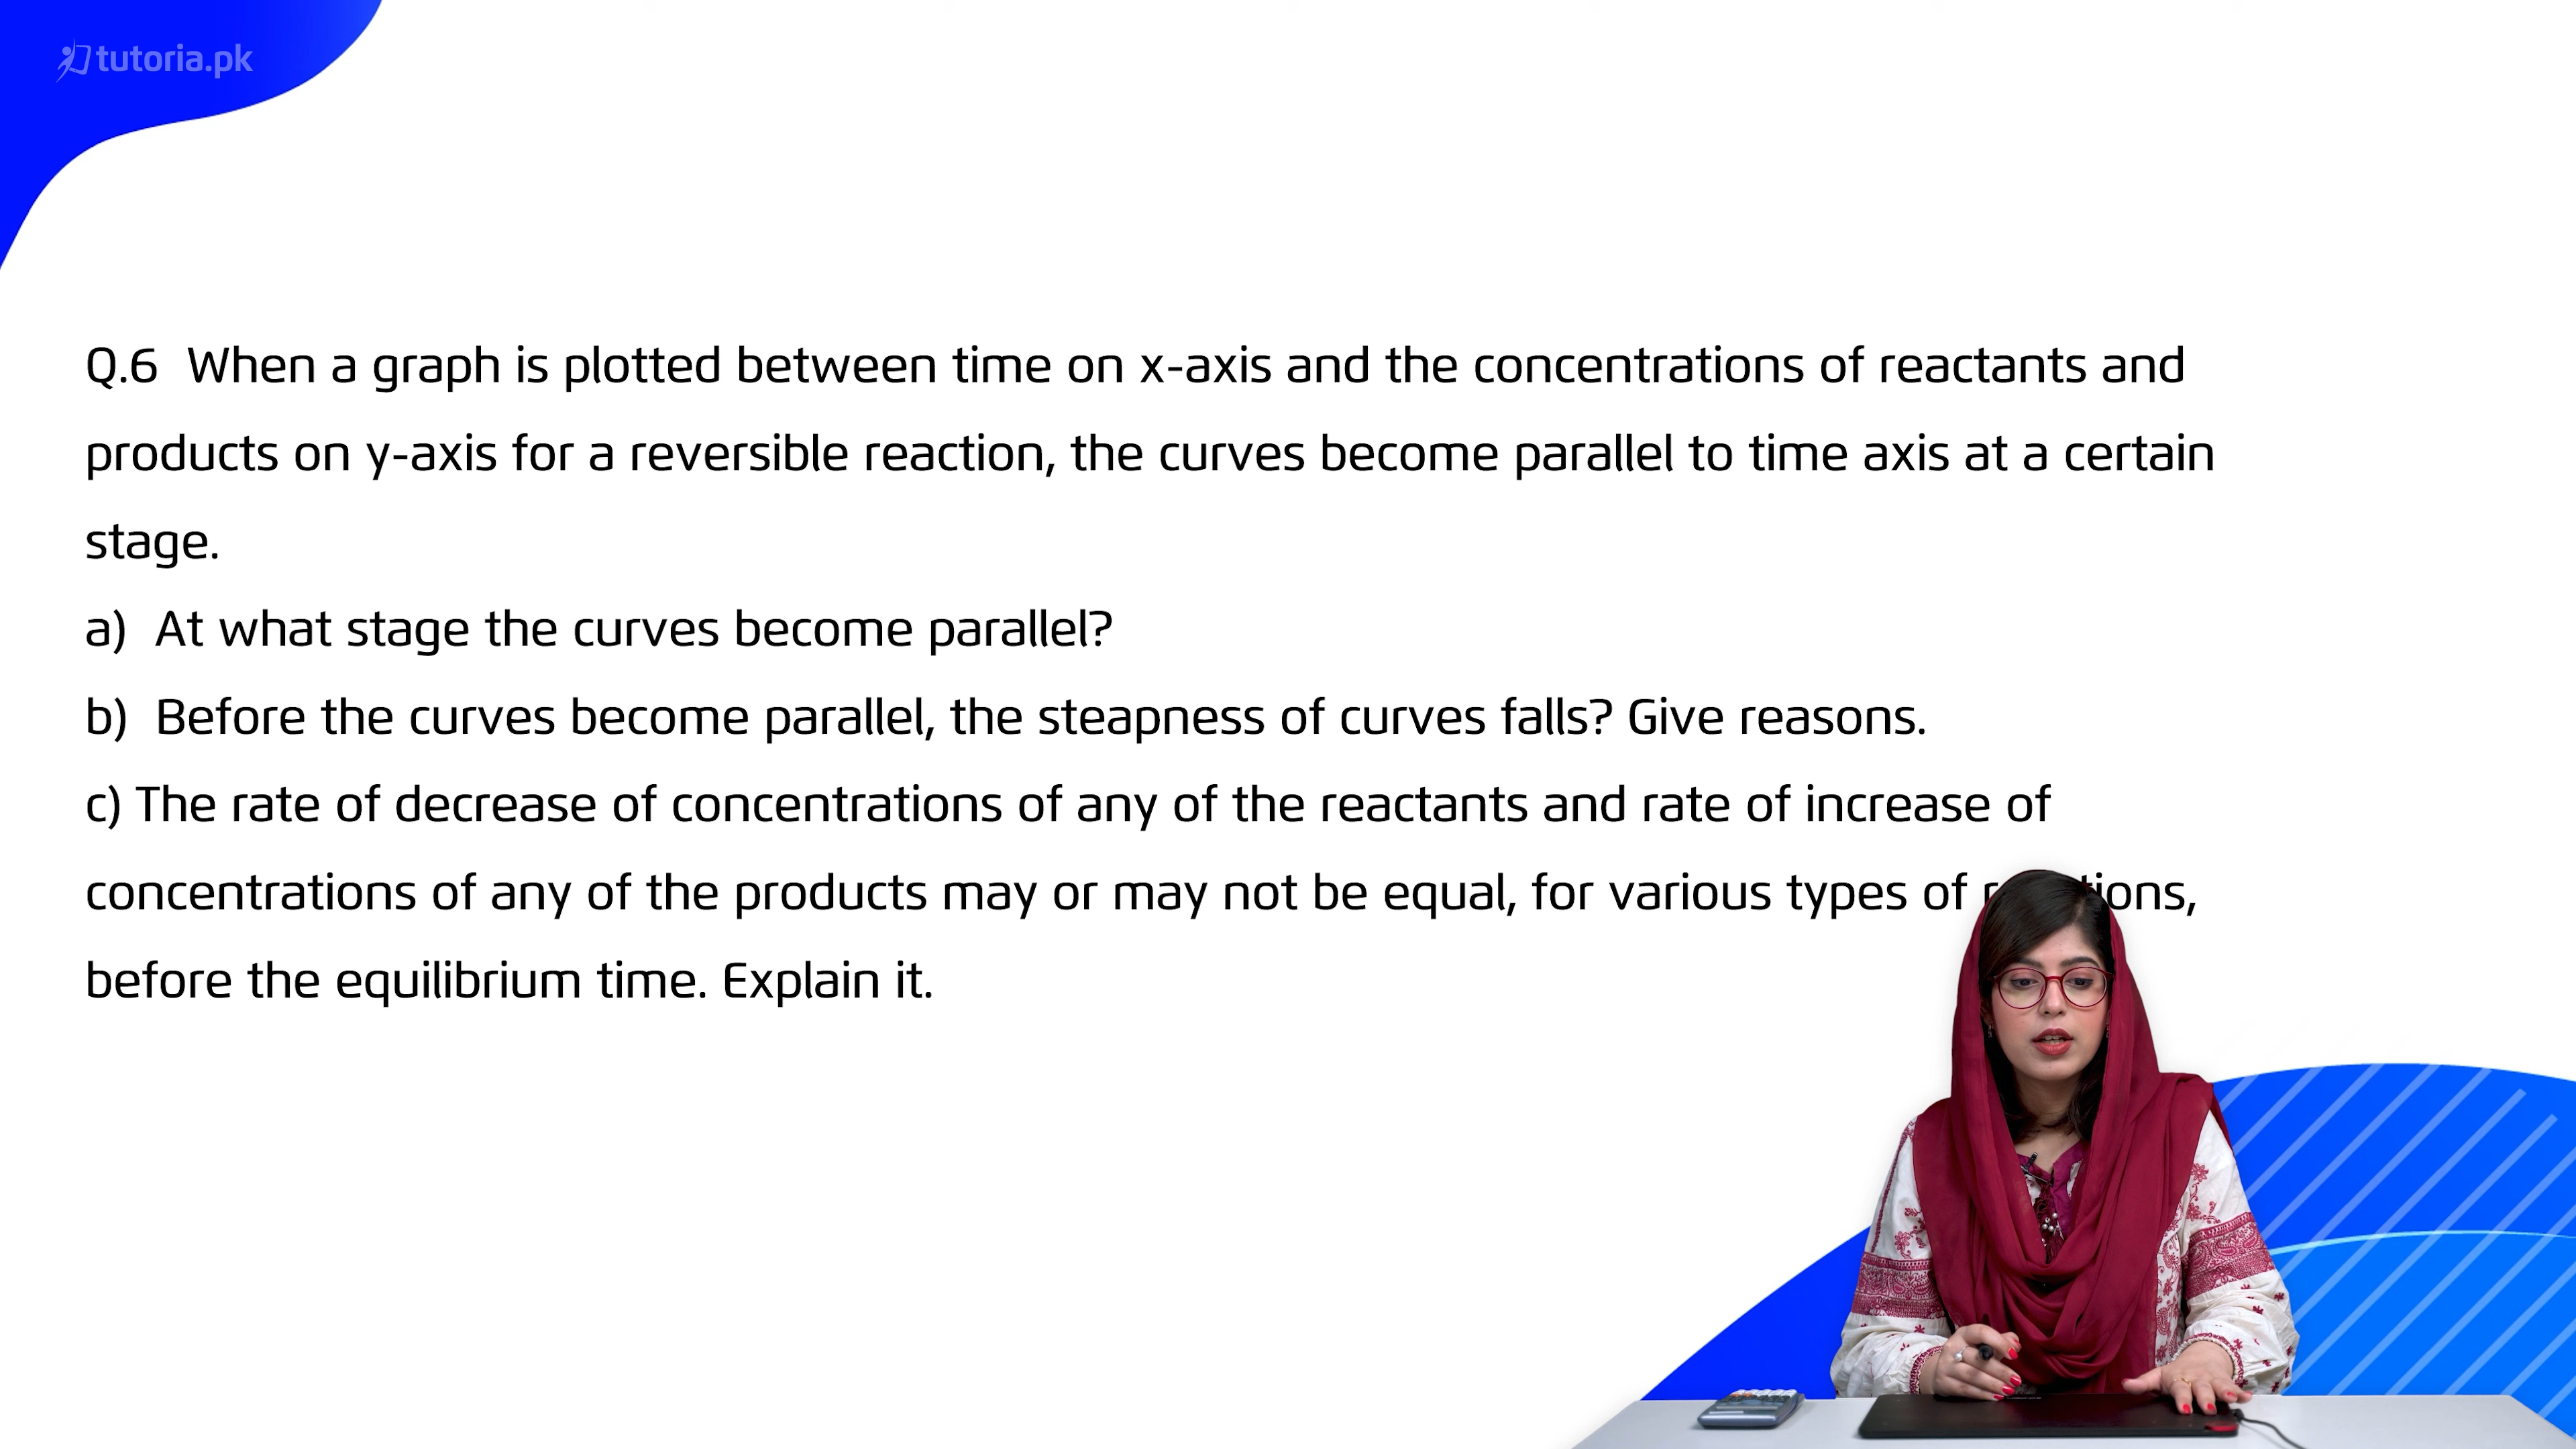 tutoria.pk
Q.6 When a graph is plotted between time on x-axis and the concentrations of reactants and
products on y-axis for a reversible reaction, the curves become parallel to time axis at a certain
stage.
a) At what stage the curves become parallel?
b) Before the curves become parallel, the steapness of curves falls? Give reasons.
c) The rate of decrease of concentrations of any of the reactants and rate of increase of
concentrations of any of the products may or may not be equal, for various types of
before the equilibrium time. Explain it.